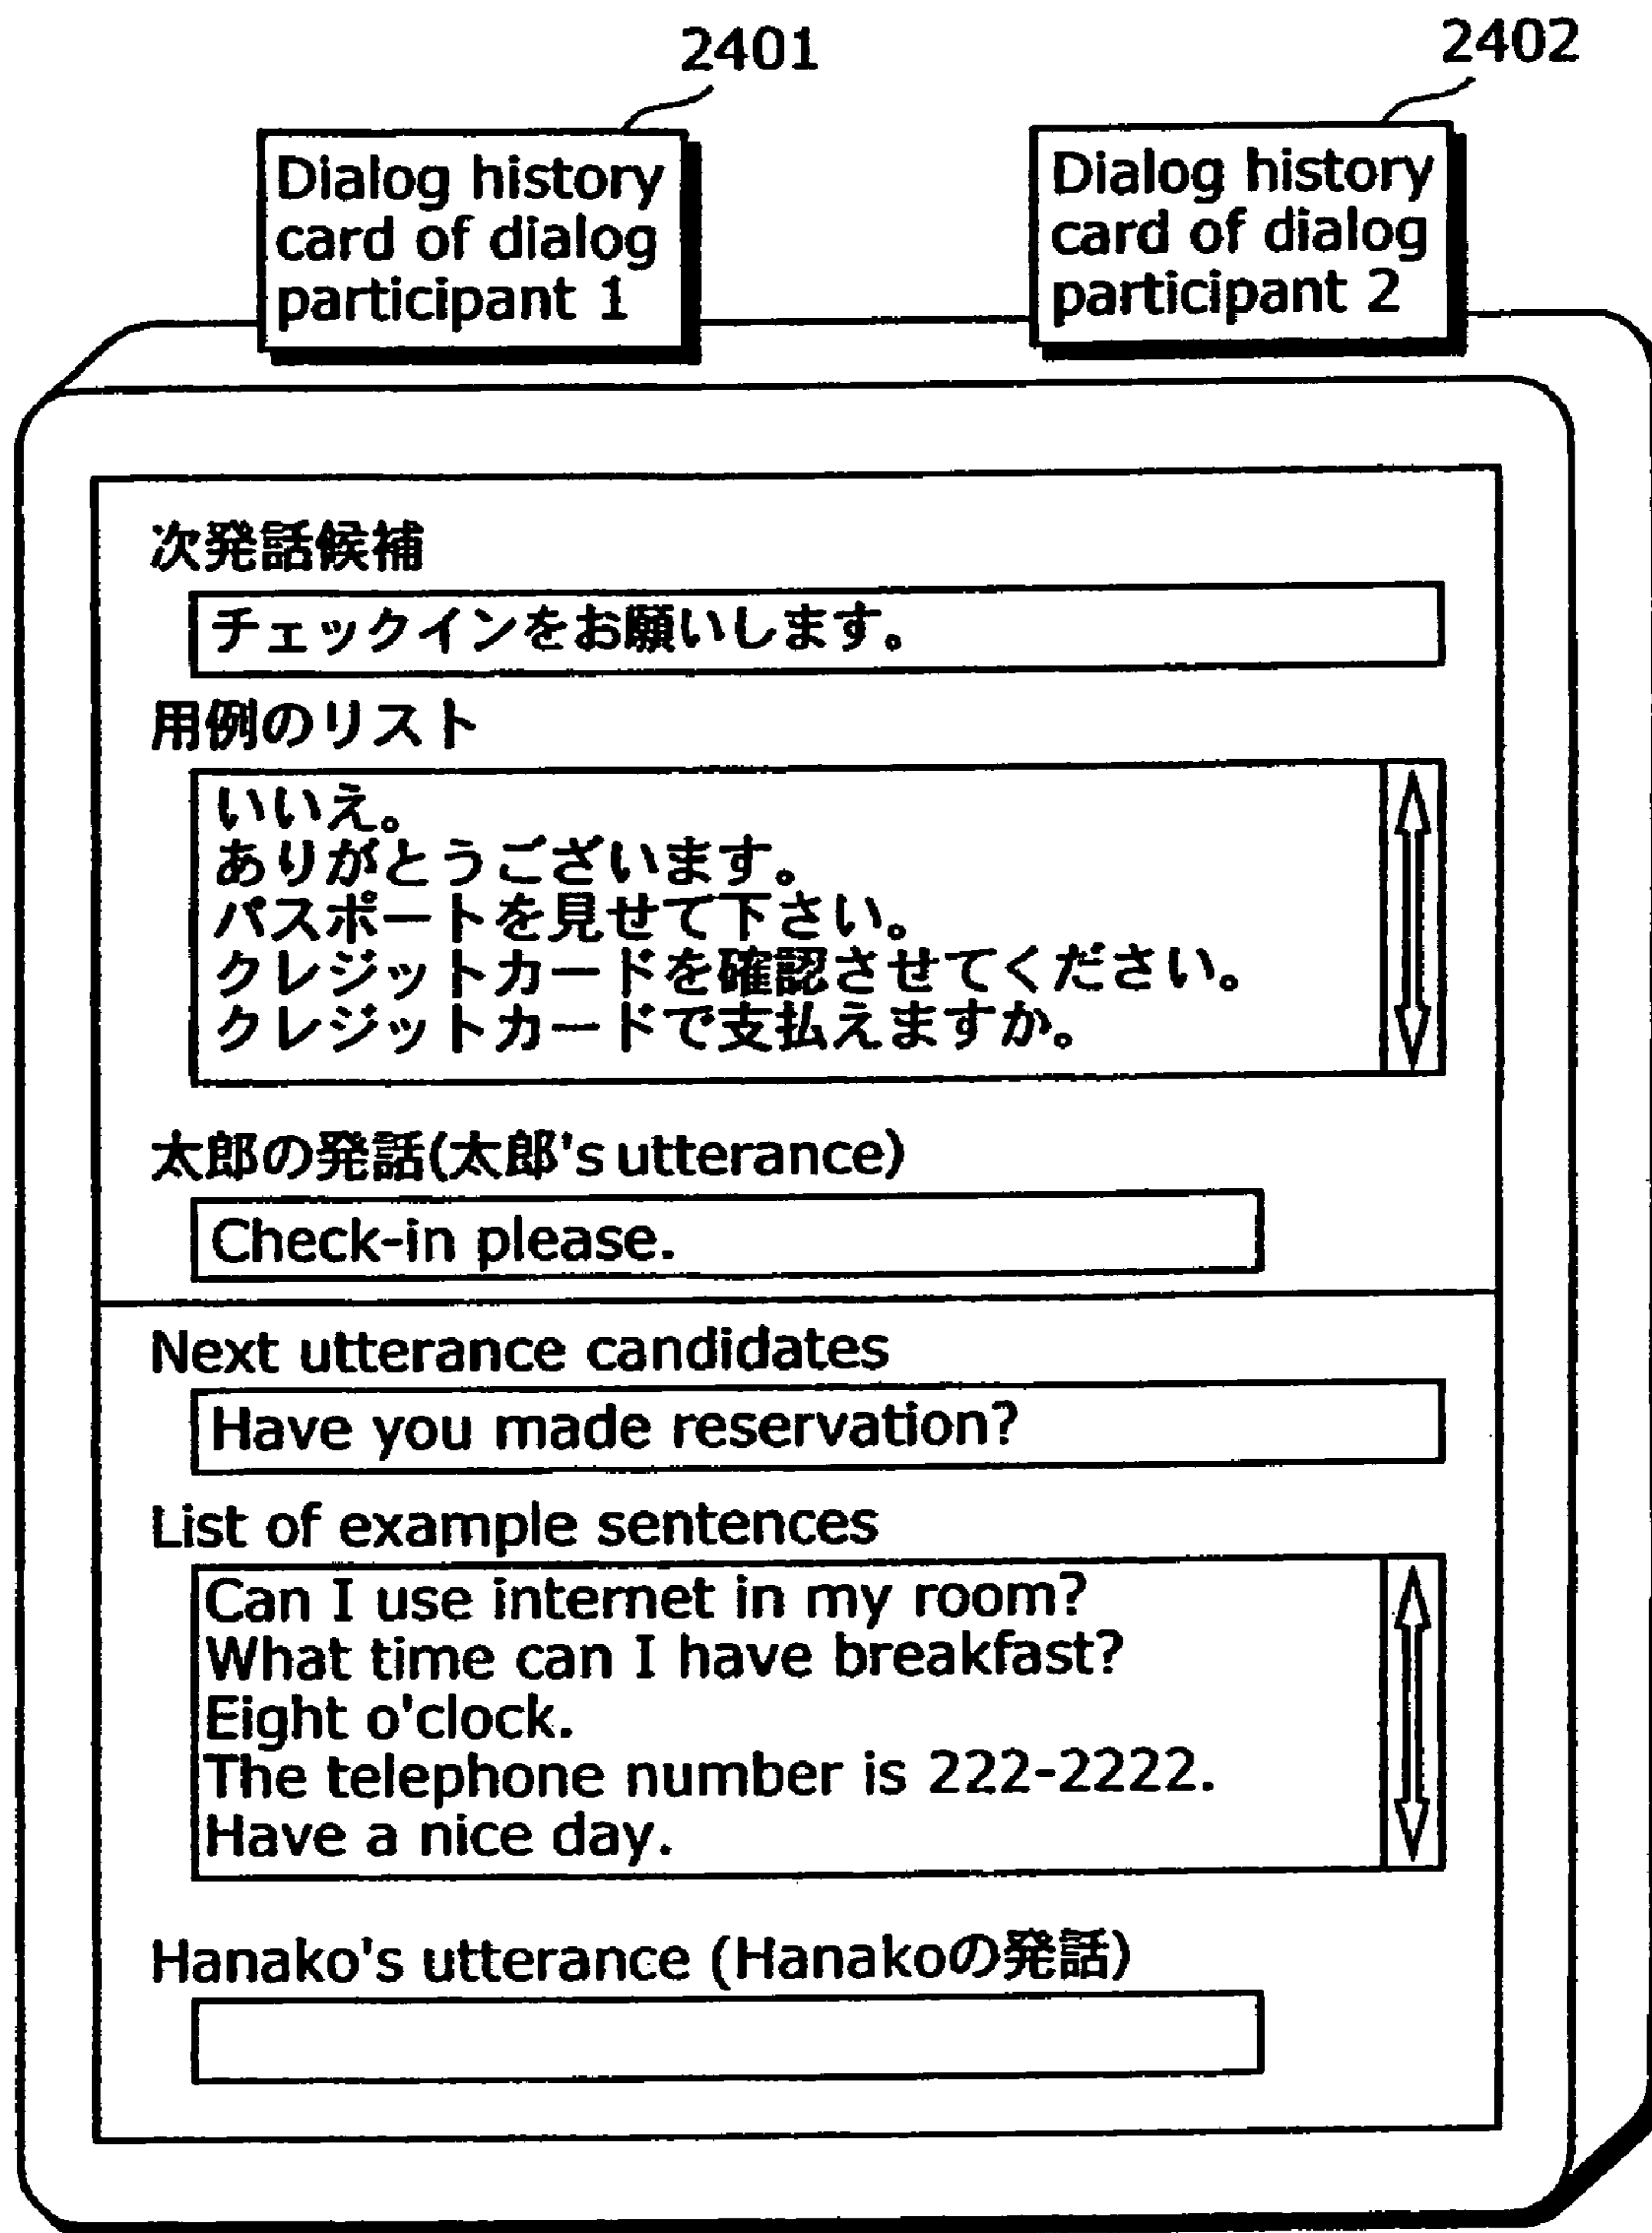 2401
2402
Dialog history
card of dialog
participant 1
Dialog history
card of dialog
participant 2
次発話候補
チェックインをお願いします。
用例のリスト
いいえ。
ありがとうございます。
パスポートを見せて下さい。
クレジットカードを確認させてください。
クレジットカードで支払えますか。
太郎の発話(太郎's utterance)
Check-in please.
Next utterance candidates
Have you made reservation?
List of example sentences
Can I use internet in my room?
What time can I have breakfast?
Eight o'clock.
The telephone number is 222-2222.
Have a nice day.
Hanako's utterance (Hanakoの発話)